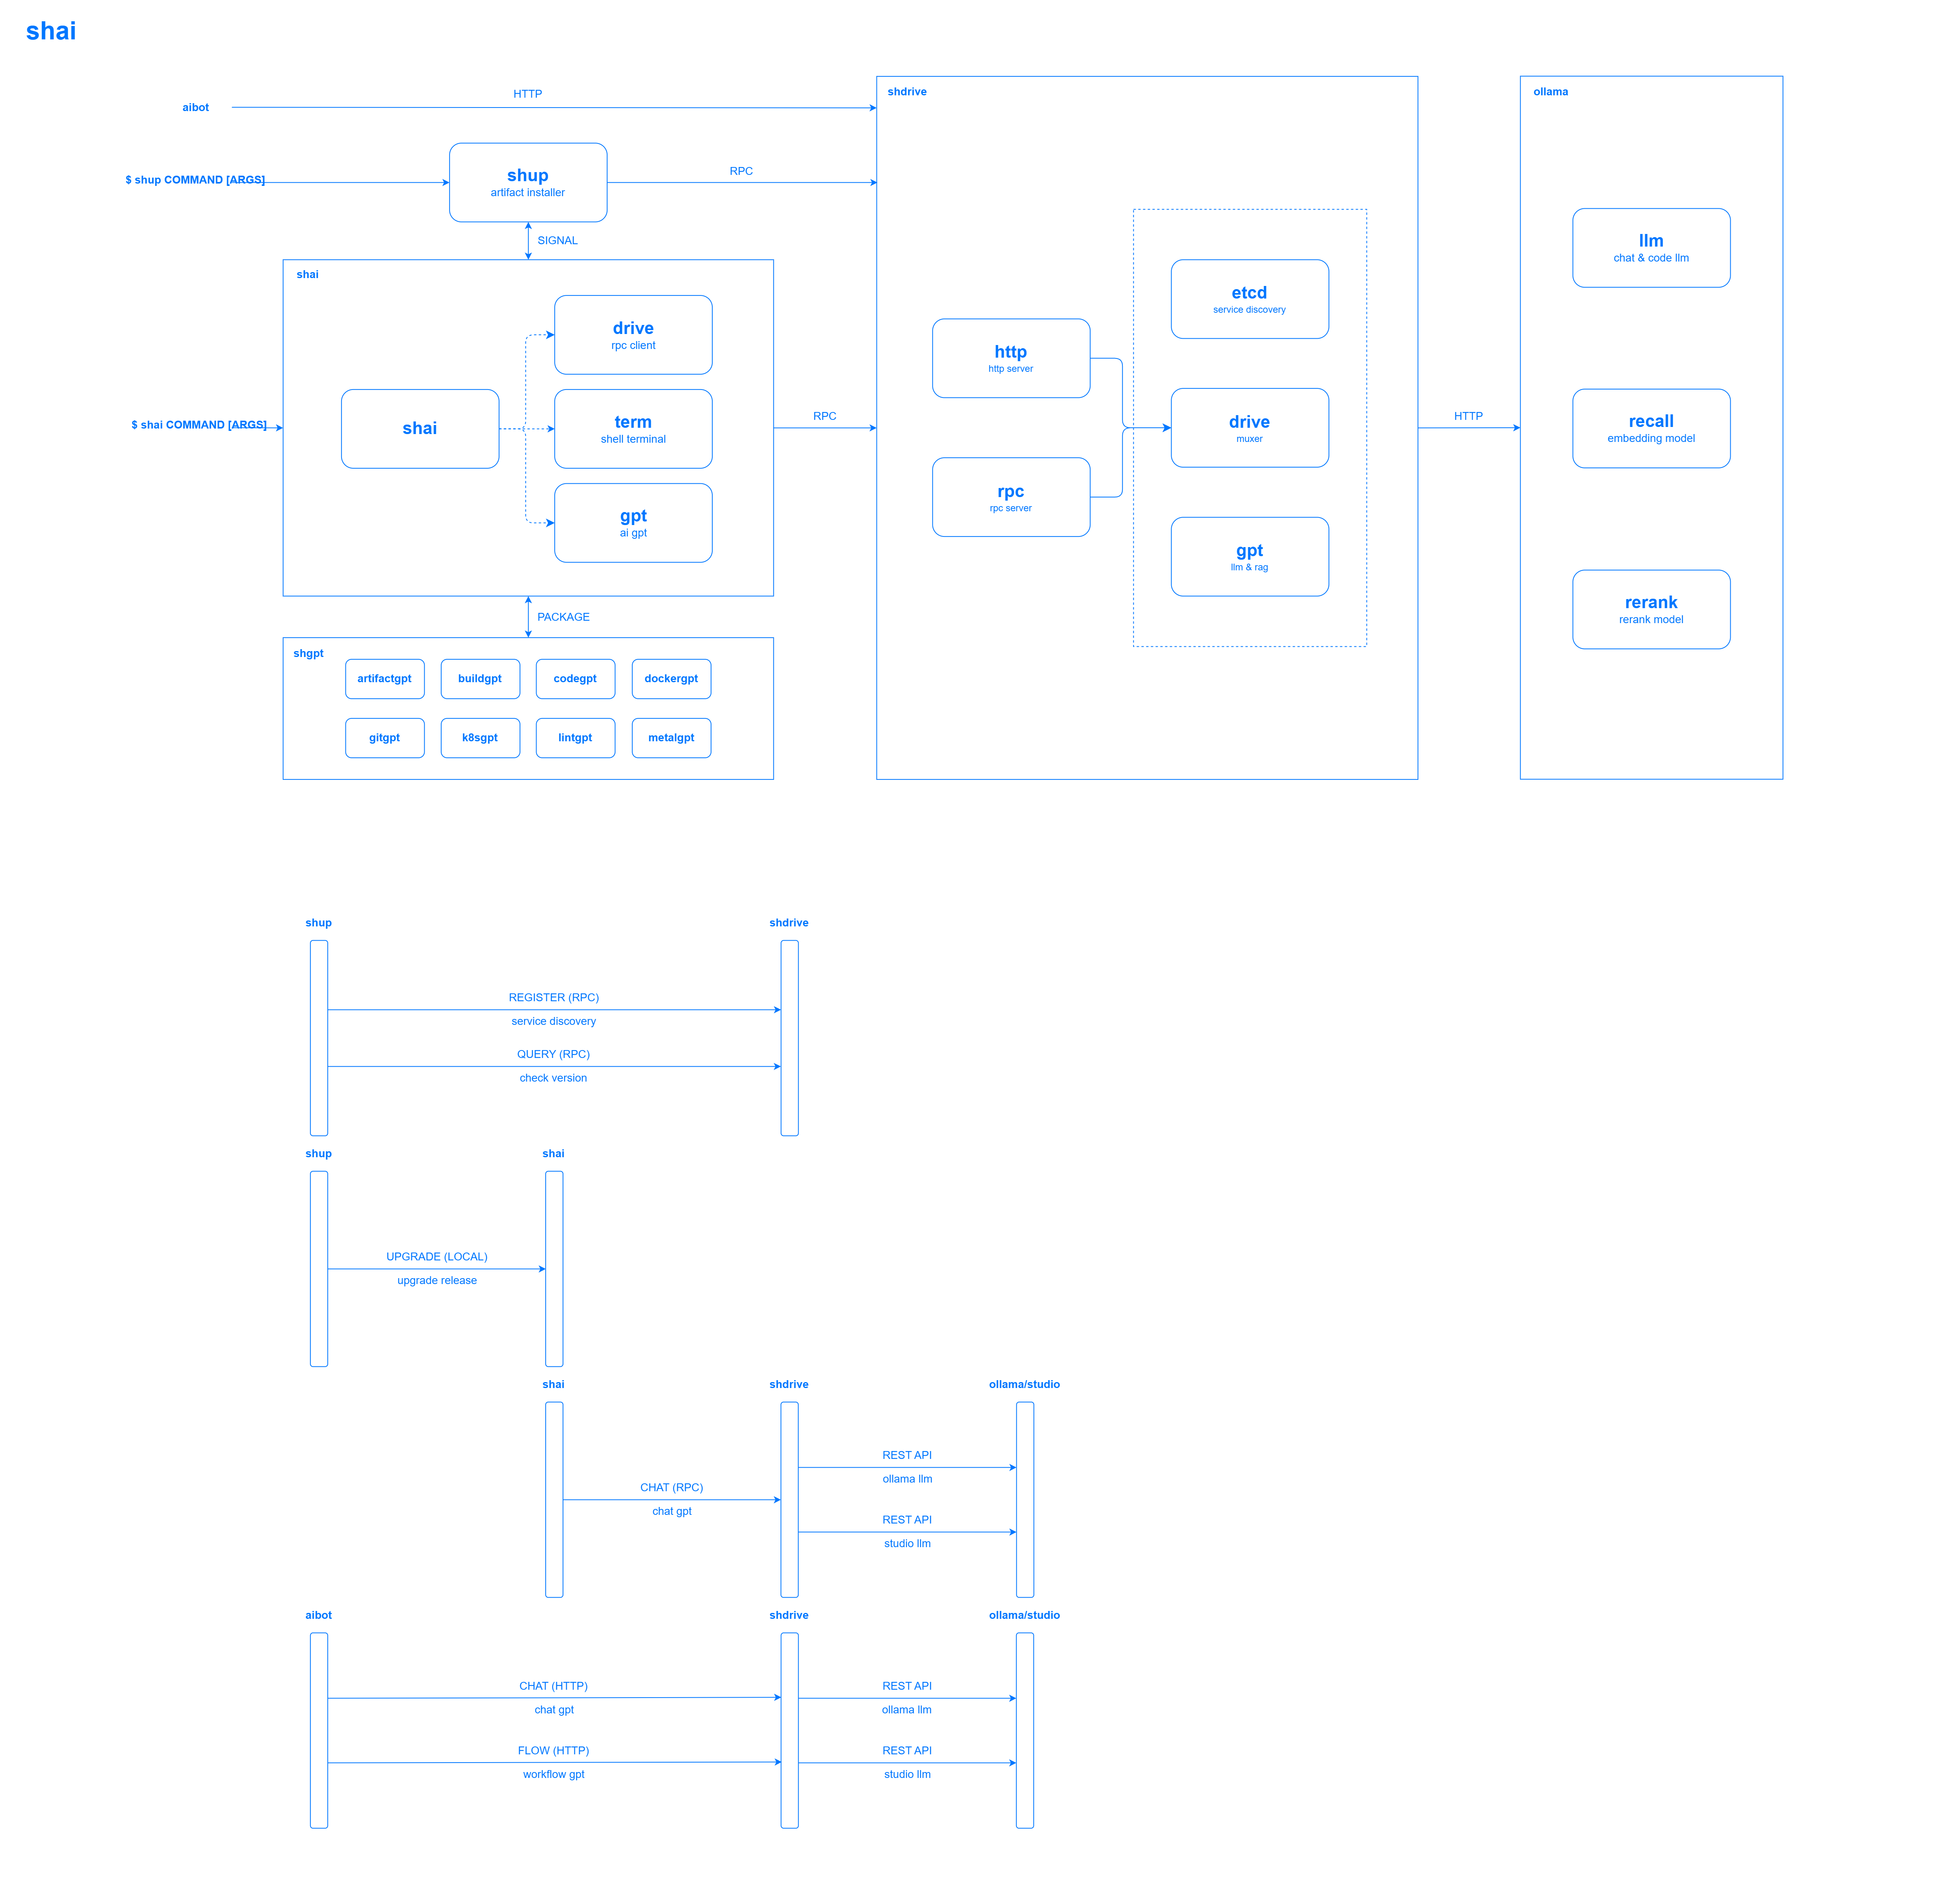 shai
aibot
HTTP
$ shup COMMAND [ARGS]
shup
artifact installer
RPC
SIGNAL
$ shai COMMAND [ARGS]
shai
shai
drive
rpc client
term
shell terminal
gpt
ai gpt
RPC
PACKAGE
shgpt
artifactgpt
buildgpt
codegpt
dockergpt
gitgpt
k8sgpt
lintgpt
metalgpt
shdrive
http
http server
rpc
rpc server
etcd
service discovery
drive
muxer
gpt
llm & rag
HTTP
ollama
llm
chat & code llm
recall
embedding model
rerank
rerank model
shup
shdrive
REGISTER (RPC)
service discovery
QUERY (RPC)
check version
shup
shai
UPGRADE (LOCAL)
upgrade release
shai
shdrive
ollama/studio
CHAT (RPC)
chat gpt
REST API
ollama llm
REST API
studio llm
aibot
shdrive
ollama/studio
CHAT (HTTP)
chat gpt
REST API
ollama llm
FLOW (HTTP)
workflow gpt
REST API
studio llm